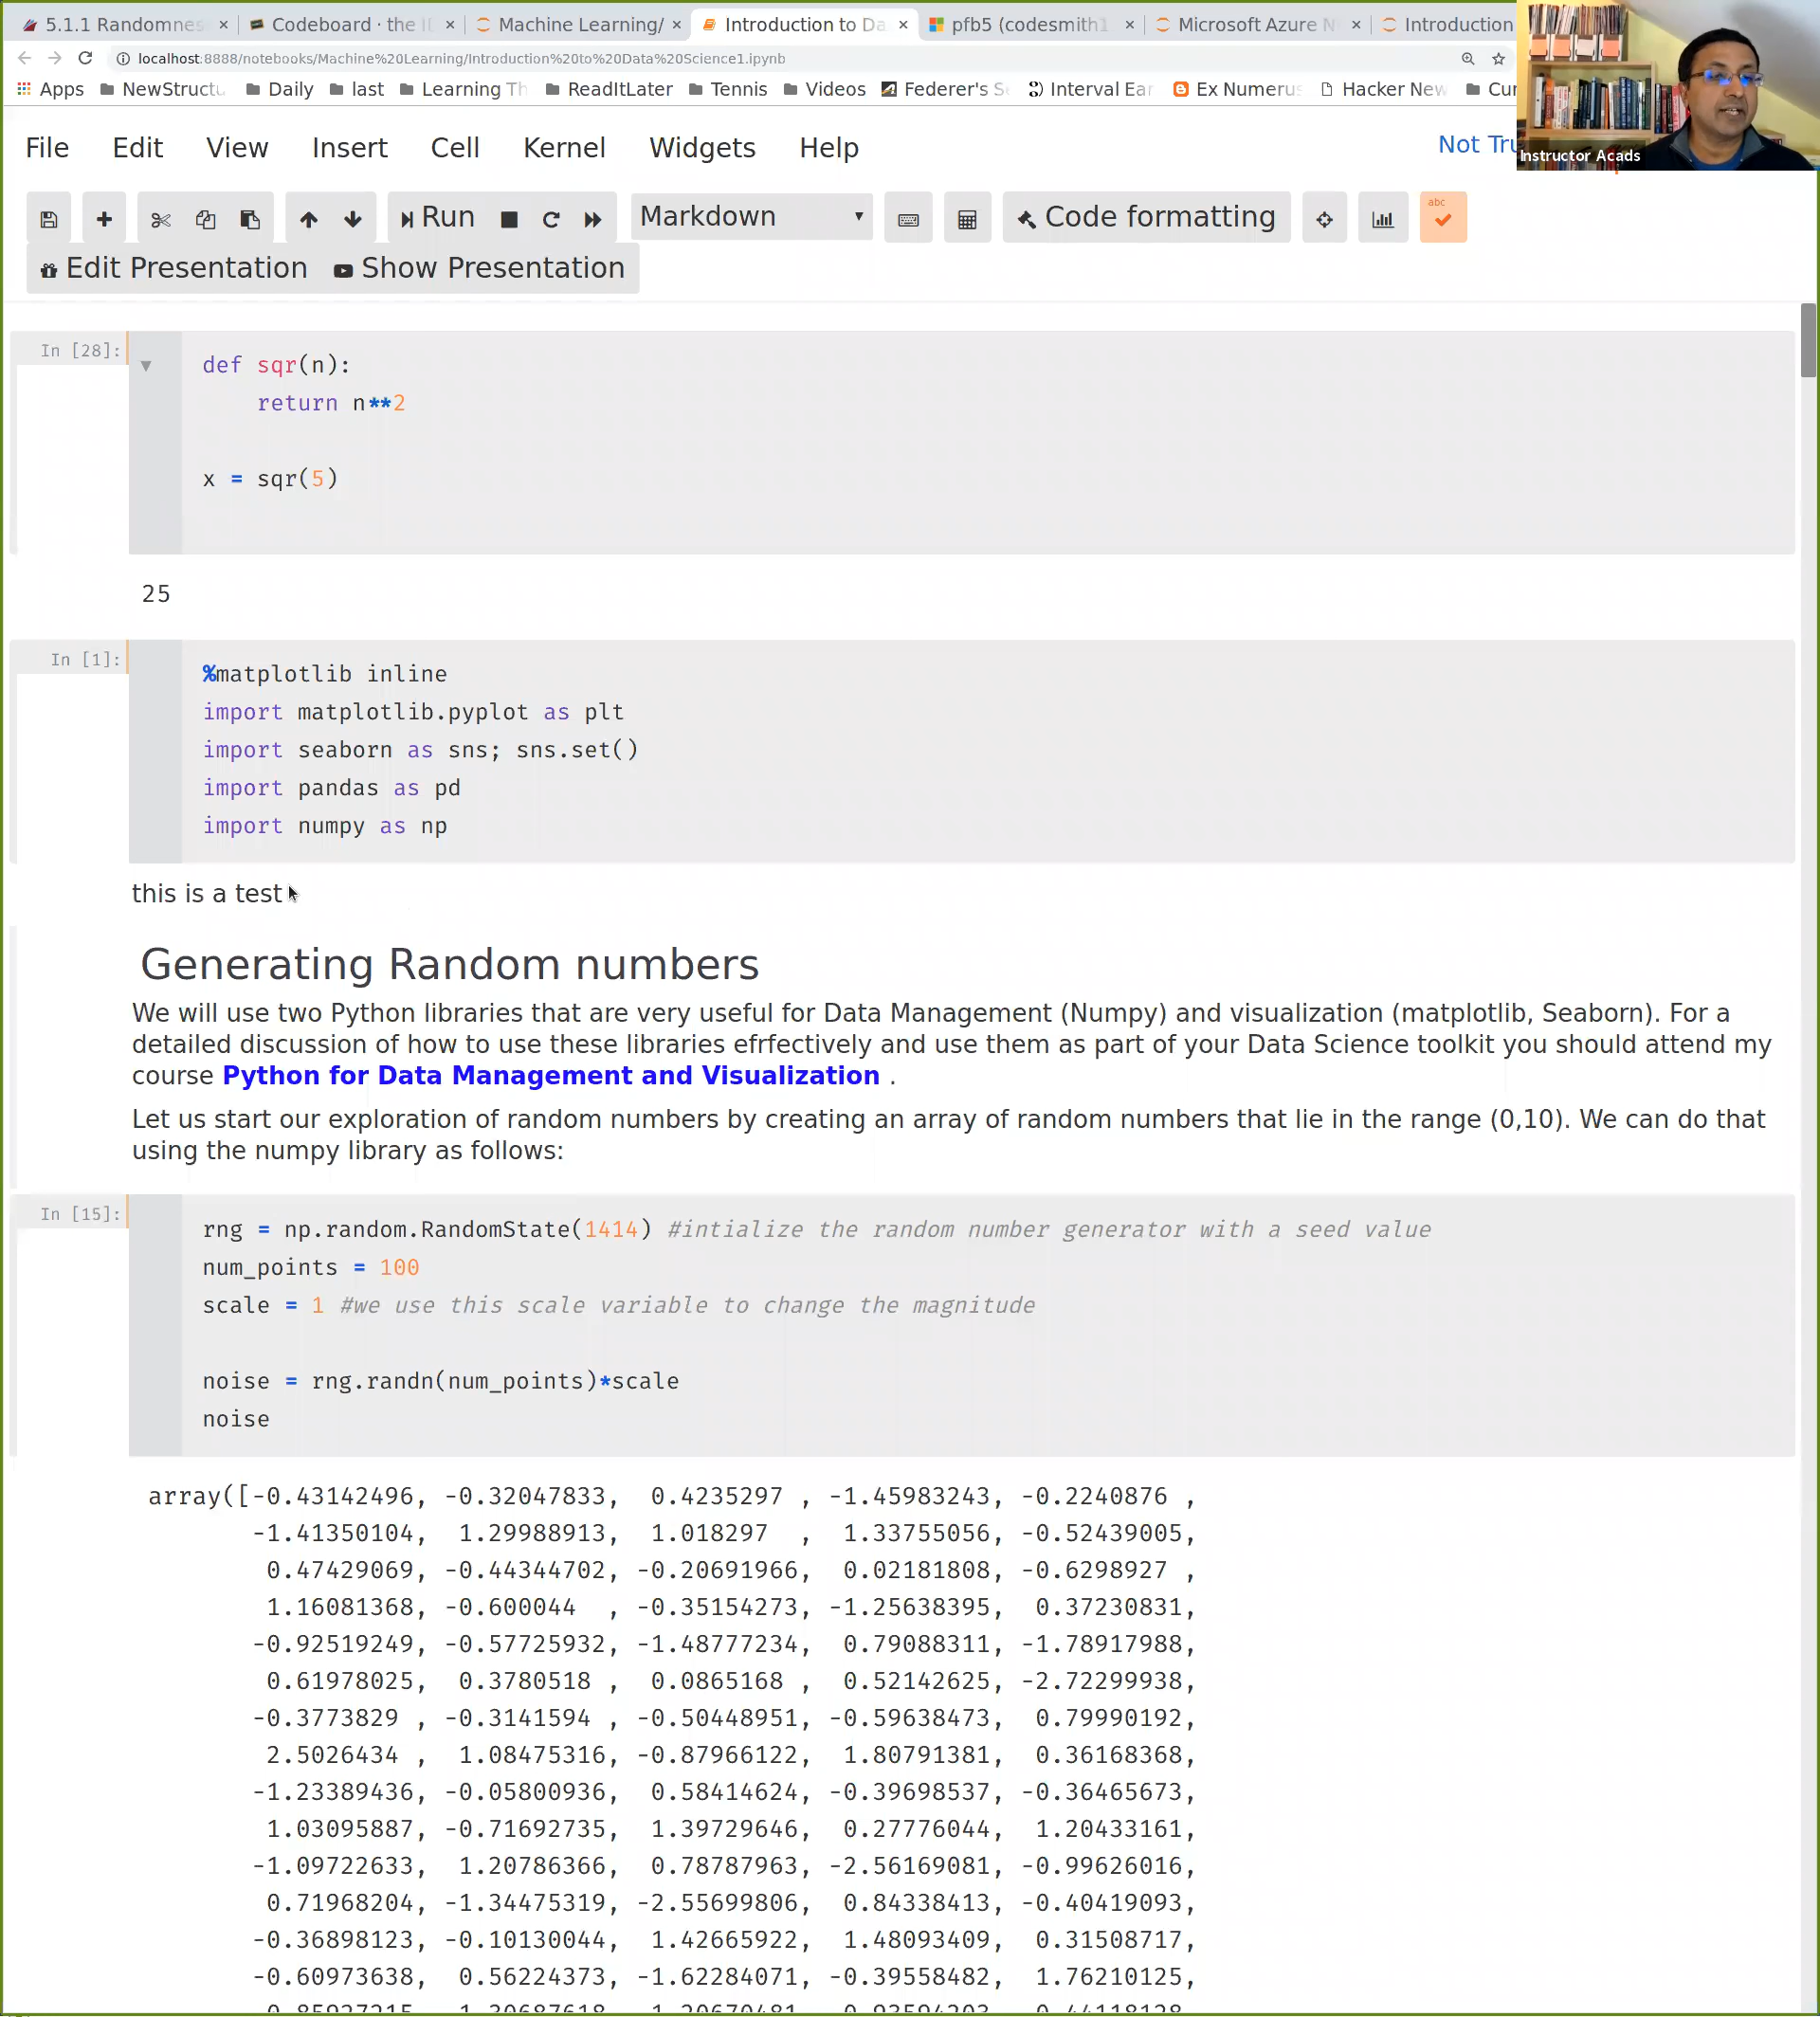 5.1.1 Randomnes × Codeboard · the I × Machine Learning/ × Introduction to Da × pfb5 (codesmith1 × Microsoft Azure N × Introduction
localhost:8888/notebooks/Machine%20Learning/Introduction%20to%20Data%20Science1.ipynb
Apps NewStructu Daily last Learning Th ReadItLater Tennis Videos Federer's S Interval Ear Ex Numerus Hacker New Cur
File Edit View Insert Cell Kernel Widgets Help
Not Tru
Instructor Acads
Run Markdown Code formatting abc
Edit Presentation Show Presentation
In [28]:
def sqr(n):
    return n**2
x = sqr(5)
25
In [1]:
%matplotlib inline
import matplotlib.pyplot as plt
import seaborn as sns; sns.set()
import pandas as pd
import numpy as np
this is a test
Generating Random numbers
We will use two Python libraries that are very useful for Data Management (Numpy) and visualization (matplotlib, Seaborn). For a
detailed discussion of how to use these libraries efrfectively and use them as part of your Data Science toolkit you should attend my
course Python for Data Management and Visualization .
Let us start our exploration of random numbers by creating an array of random numbers that lie in the range (0,10). We can do that
using the numpy library as follows:
In [15]:
rng = np.random.RandomState(1414) #intialize the random number generator with a seed value
num_points = 100
scale = 1 #we use this scale variable to change the magnitude
noise = rng.randn(num_points)*scale
noise
array([-0.43142496, -0.32047833, 0.4235297 , -1.45983243, -0.2240876 ,
-1.41350104, 1.29988913, 1.018297 , 1.33755056, -0.52439005,
0.47429069, -0.44344702, -0.20691966, 0.02181808, -0.6298927 ,
1.16081368, -0.600044 , -0.35154273, -1.25638395, 0.37230831,
-0.92519249, -0.57725932, -1.48777234, 0.79088311, -1.78917988,
0.61978025, 0.3780518 , 0.0865168 , 0.52142625, -2.72299938,
-0.3773829 , -0.3141594 , -0.50448951, -0.59638473, 0.79990192,
2.5026434 , 1.08475316, -0.87966122, 1.80791381, 0.36168368,
-1.23389436, -0.05800936, 0.58414624, -0.39698537, -0.36465673,
1.03095887, -0.71692735, 1.39729646, 0.27776044, 1.20433161,
-1.09722633, 1.20786366, 0.78787963, -2.56169081, -0.99626016,
0.71968204, -1.34475319, -2.55699806, 0.84338413, -0.40419093,
-0.36898123, -0.10130044, 1.42665922, 1.48093409, 0.31508717,
-0.60973638, 0.56224373, -1.62284071, -0.39558482, 1.76210125,